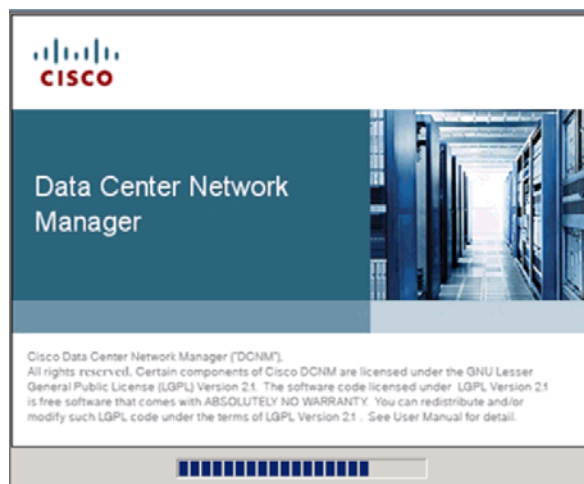 CISCO
Data Center Network
Manager
Cisco Data Center Network Manager ("DCNM").
All rights reserved. Certain components of Cisco DCNM are licensed under the GNU Lesser
General Public License (LGPL) Version 2.1. The software code licensed under LGPL Version 2.1
is free software that comes with ABSOLUTELY NO WARRANTY. You can redistribute and/or
modify such LGPL code under the terms of LGPL Version 2.1 . See User Manual for detail.